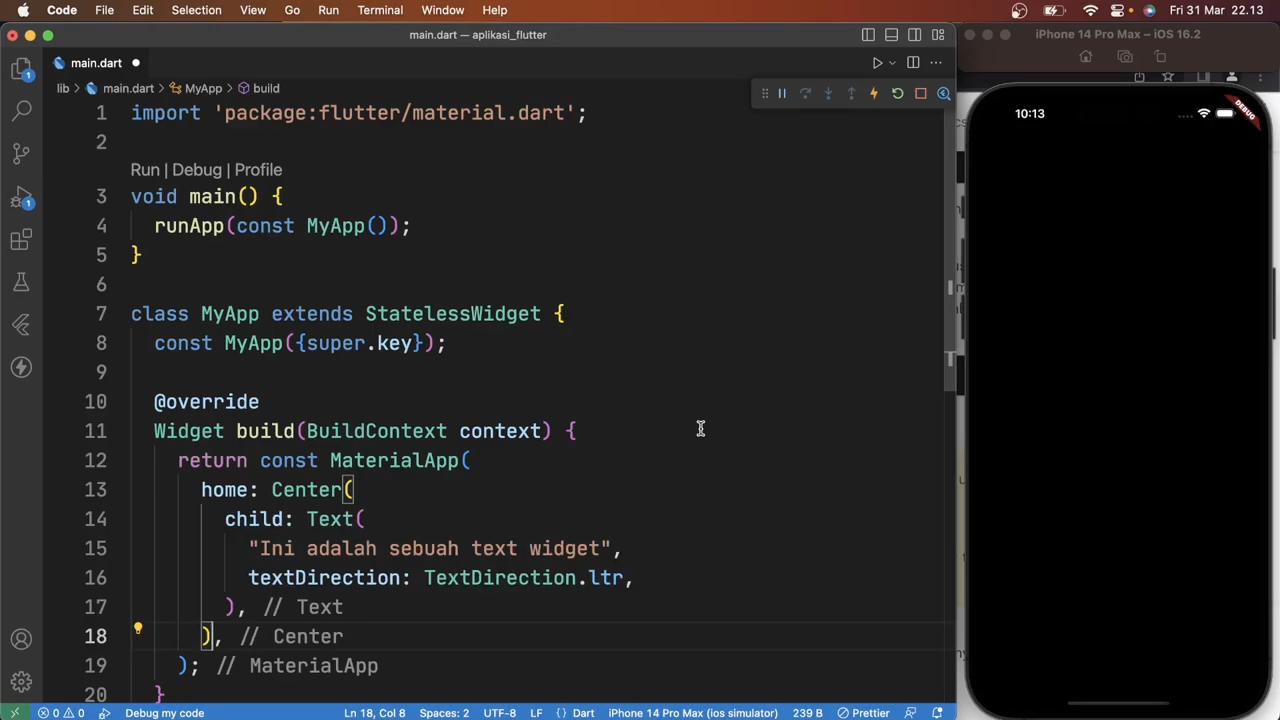 Code File Edit Selection View Go Run Terminal Window Help Fri 31 Mar 22.13
main.dart — aplikasi_flutter
iPhone 14 Pro Max – iOS 16.2
1
main.dart
lib > main.dart > MyApp > build
1 import 'package:flutter/material.dart';
2
Run | Debug | Profile
3 void main() {
4 runApp(const MyApp());
5 }
6
7 class MyApp extends StatelessWidget {
8 const MyApp({super.key});
9
10 @override
11 Widget build(BuildContext context) {
12 return const MaterialApp(
13 home: Center(
14 child: Text(
15 "Ini adalah sebuah text widget",
16 textDirection: TextDirection.ltr,
17 ), // Text
18 ), // Center
19 ); // MaterialApp
20 }
1
10:13
DEBUG
0 0 Debug my code Ln 18, Col 8 Spaces: 2 UTF-8 LF {} Dart iPhone 14 Pro Max (ios simulator) 239 B Prettier